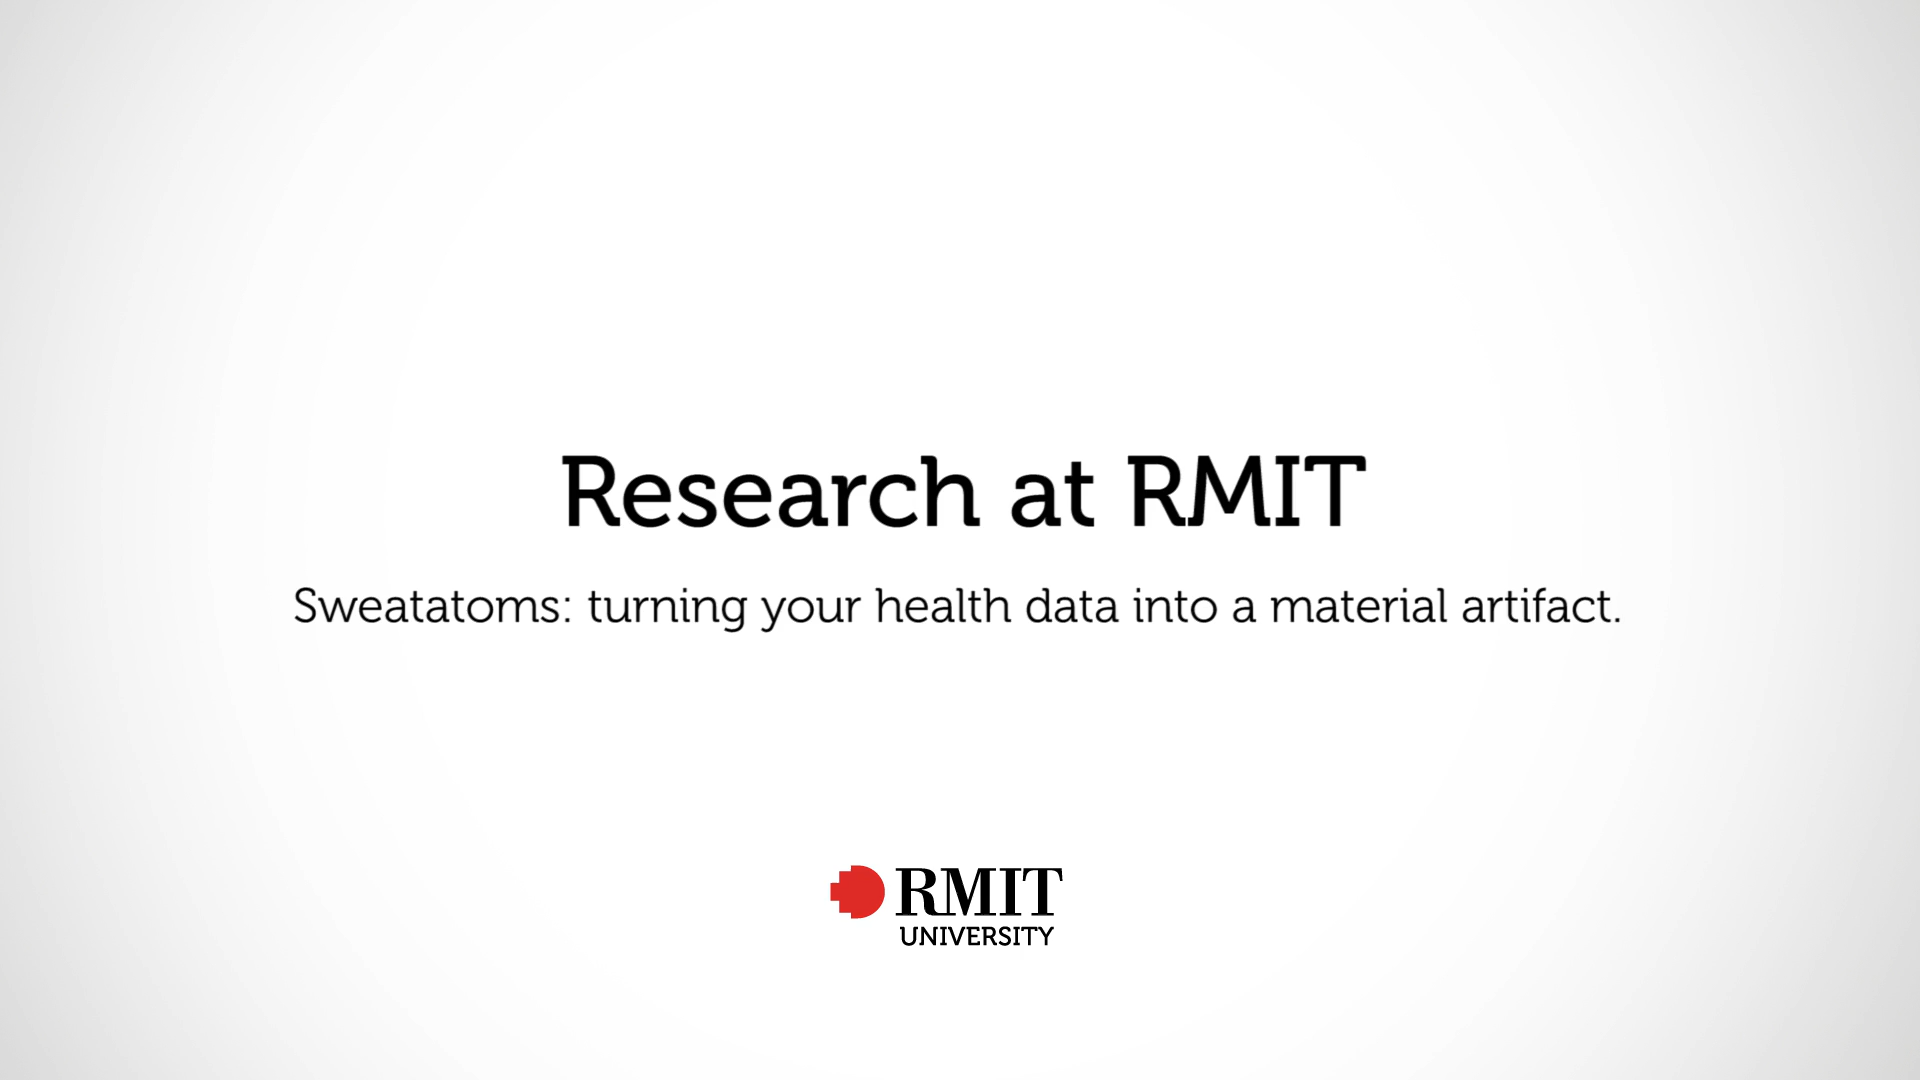 Research at RMIT
Sweatatoms: turning your health data into a material artifact.
RMIT
UNIVERSITY